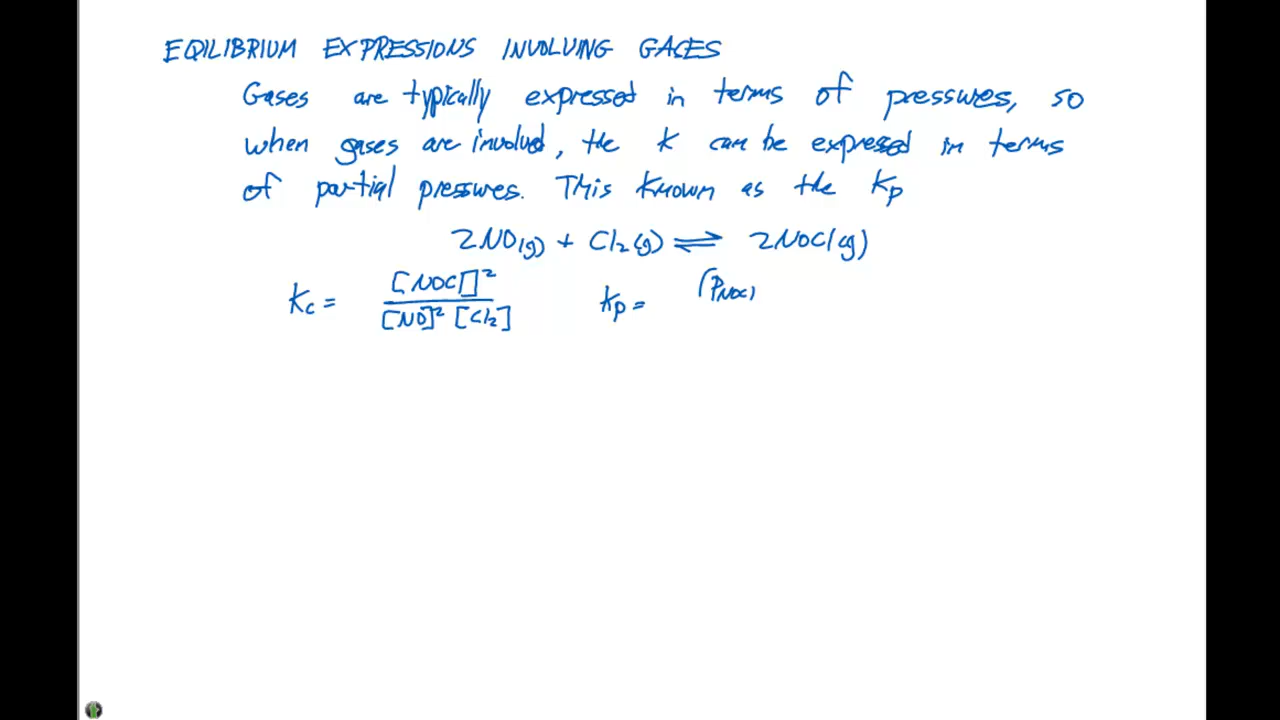 EQILIBRIUM EXPRESSIONS INVOLVING GASES
Gases are typically expressed in terms of pressures, so
when gases are involved, the K can be expressed in terms
of partial pressures. This known as the Kp
2NO(g) + Cl2(g) ⇌ 2NOCl(g)
Kc = [NOCl]² / [NO]² [Cl2] Kp = (PNOCl